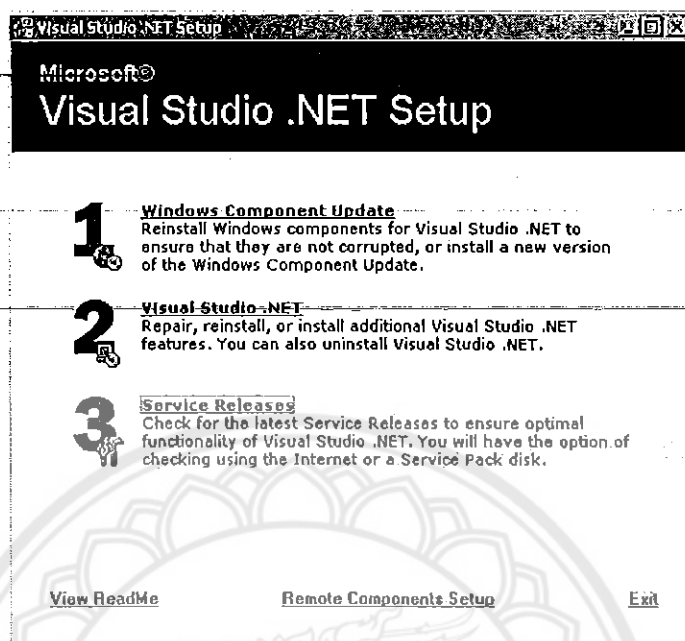 Visual Studio .NET Setup
Microsoft®
Visual Studio .NET Setup
1 Windows Component Update
Reinstall Windows components for Visual Studio .NET to
ensure that they are not corrupted, or install a new version
of the Windows Component Update.
2 Visual Studio .NET
Repair, reinstall, or install additional Visual Studio .NET
features. You can also uninstall Visual Studio .NET.
3 Service Releases
Check for the latest Service Releases to ensure optimal
functionality of Visual Studio .NET. You will have the option of
checking using the Internet or a Service Pack disk.
View ReadMe Remote Components Setup Exit